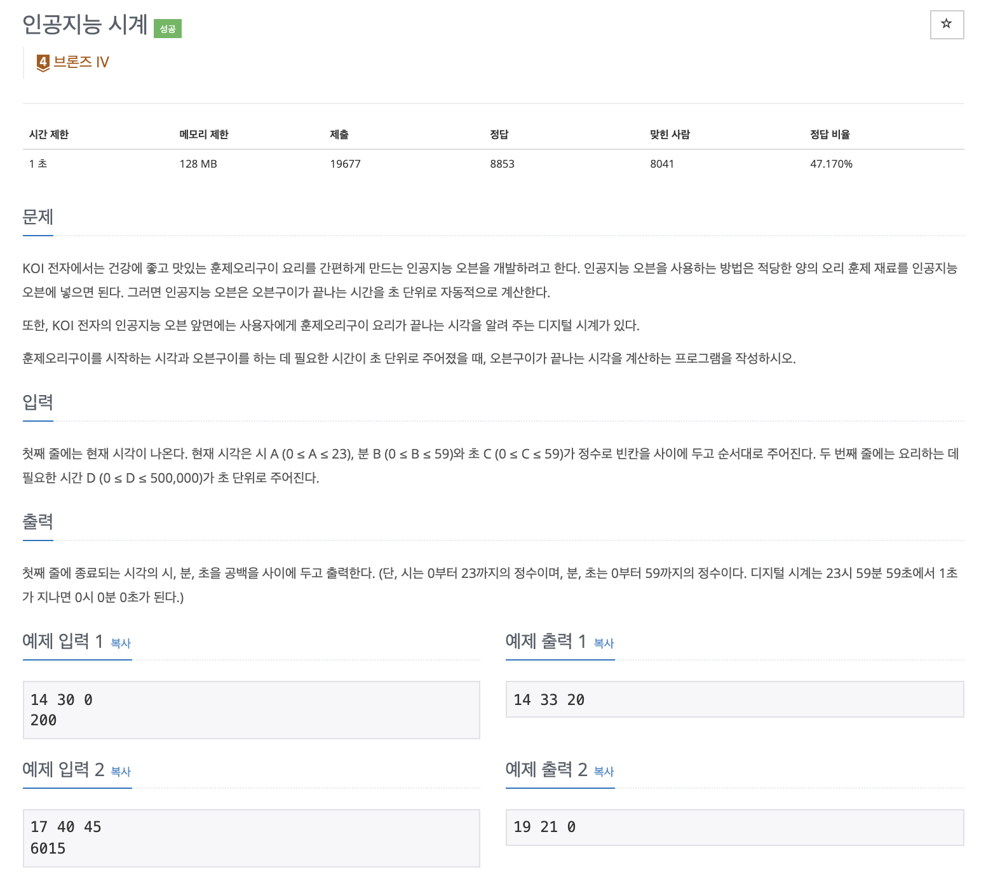 인공지능 시계 성공
☆
4 브론즈 IV
시간 제한 메모리 제한 제출 정답 맞힌 사람 정답 비율
1 초 128 MB 19677 8853 8041 47.170%
문제
KOI 전자에서는 건강에 좋고 맛있는 훈제오리구이 요리를 간편하게 만드는 인공지능 오븐을 개발하려고 한다. 인공지능 오븐을 사용하는 방법은 적당한 양의 오리 훈제 재료를 인공지능
오븐에 넣으면 된다. 그러면 인공지능 오븐은 오븐구이가 끝나는 시간을 초 단위로 자동적으로 계산한다.
또한, KOI 전자의 인공지능 오븐 앞면에는 사용자에게 훈제오리구이 요리가 끝나는 시각을 알려 주는 디지털 시계가 있다.
훈제오리구이를 시작하는 시각과 오븐구이를 하는 데 필요한 시간이 초 단위로 주어졌을 때, 오븐구이가 끝나는 시각을 계산하는 프로그램을 작성하시오.
입력
첫째 줄에는 현재 시각이 나온다. 현재 시각은 시 A (0 ≤ A ≤ 23), 분 B (0 ≤ B ≤ 59)와 초 C (0 ≤ C ≤ 59)가 정수로 빈칸을 사이에 두고 순서대로 주어진다. 두 번째 줄에는 요리하는 데
필요한 시간 D (0 ≤ D ≤ 500,000)가 초 단위로 주어진다.
출력
첫째 줄에 종료되는 시각의 시, 분, 초을 공백을 사이에 두고 출력한다. (단, 시는 0부터 23까지의 정수이며, 분, 초는 0부터 59까지의 정수이다. 디지털 시계는 23시 59분 59초에서 1초
가 지나면 0시 0분 0초가 된다.)
예제 입력 1 복사
14 30 0
200
예제 출력 1 복사
14 33 20
예제 입력 2 복사
17 40 45
6015
예제 출력 2 복사
19 21 0